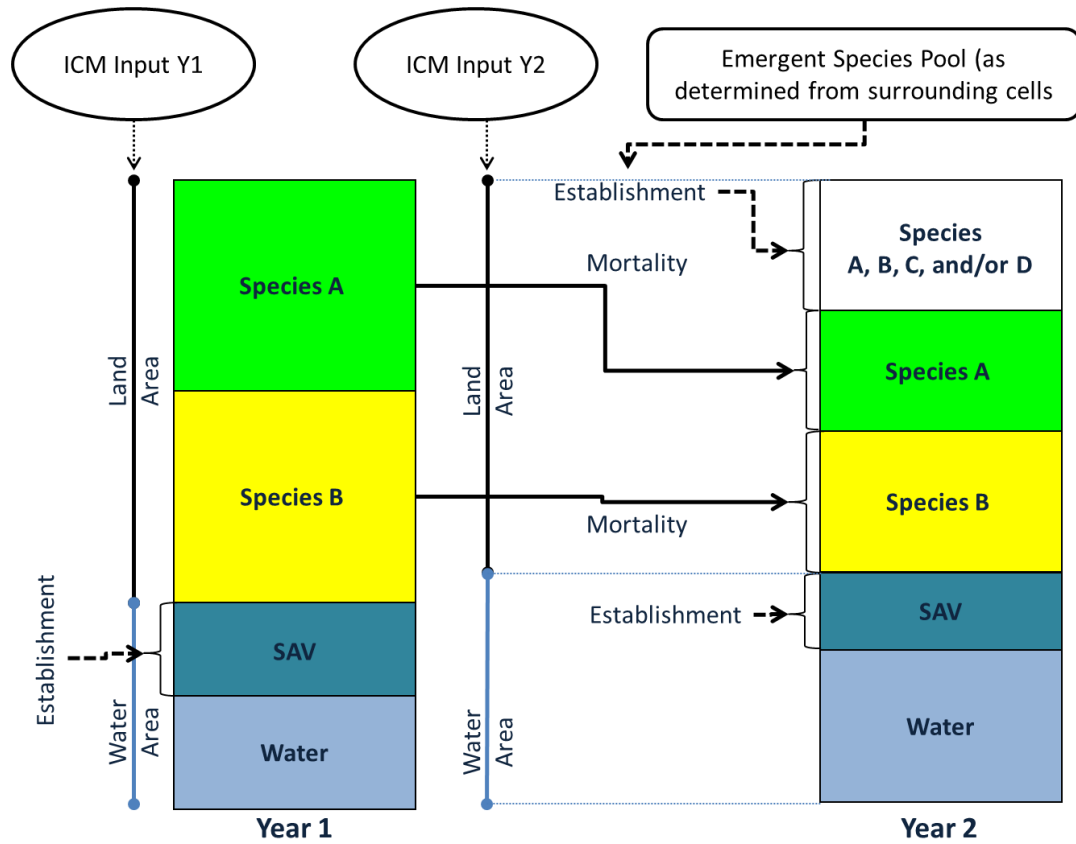 ICM Input Y1
ICM Input Y2
Emergent Species Pool (as
determined from surrounding cells
Establishment
Species
A, B, C, and/or D
Mortality
Species A
Land
Area
Land
Area
Species A
Species B
Species B
Mortality
Establishment
Establishment
SAV
SAV
Water
Area
Water
Area
Water
Water
Year 1
Year 2